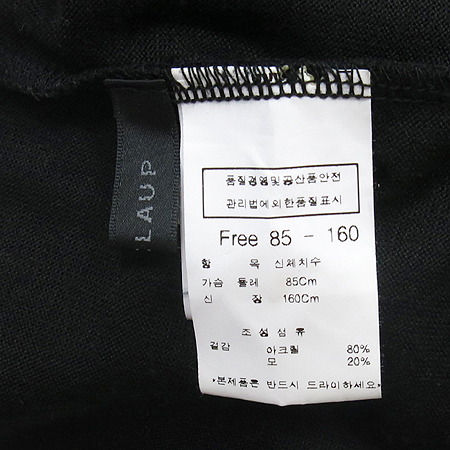 LAUP
품질경영및공산품안전
관리법에의한품질표시
Free 85 - 160
항 목 신체치수
가슴 둘레 85Cm
신 장 160Cm
조성섬유
겉감 아크릴 80%
모 20%
*본제품은 반드시 드라이하세요*